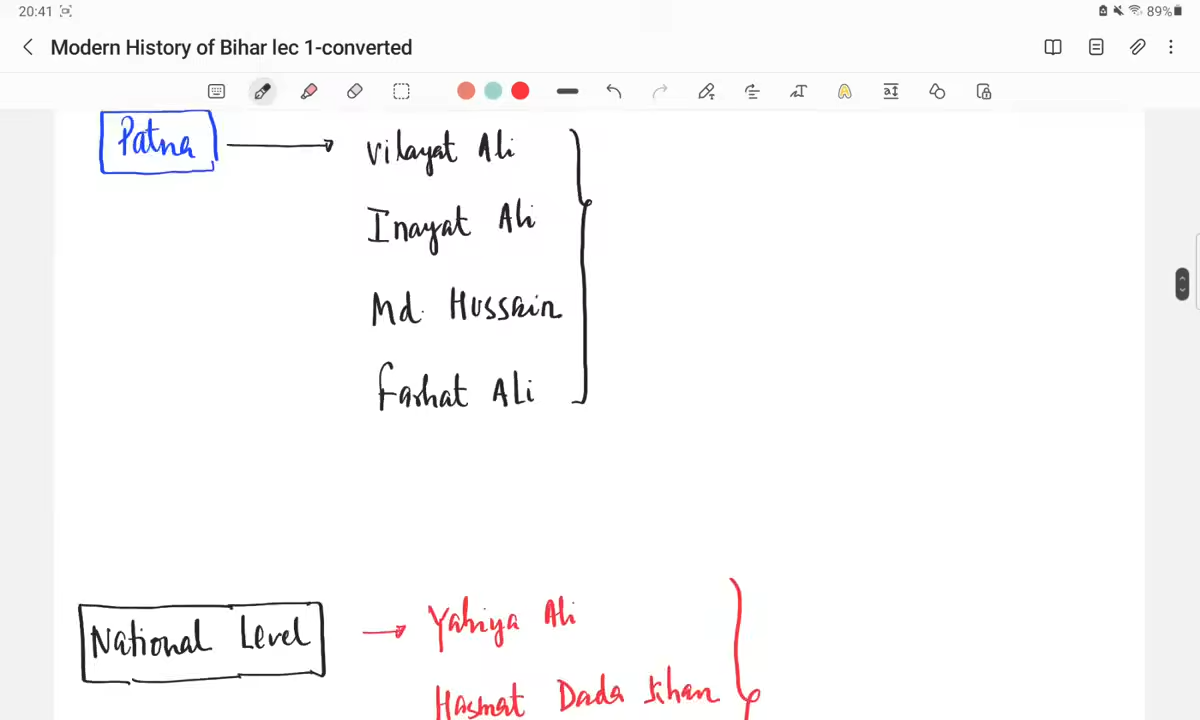 20:41 89%
Modern History of Bihar lec 1-converted
Patna
Vilayat Ali
Inayat Ali
Md. Hussain
Farhat Ali
National Level
Yahiya Ali
Hasmat Dada Khan